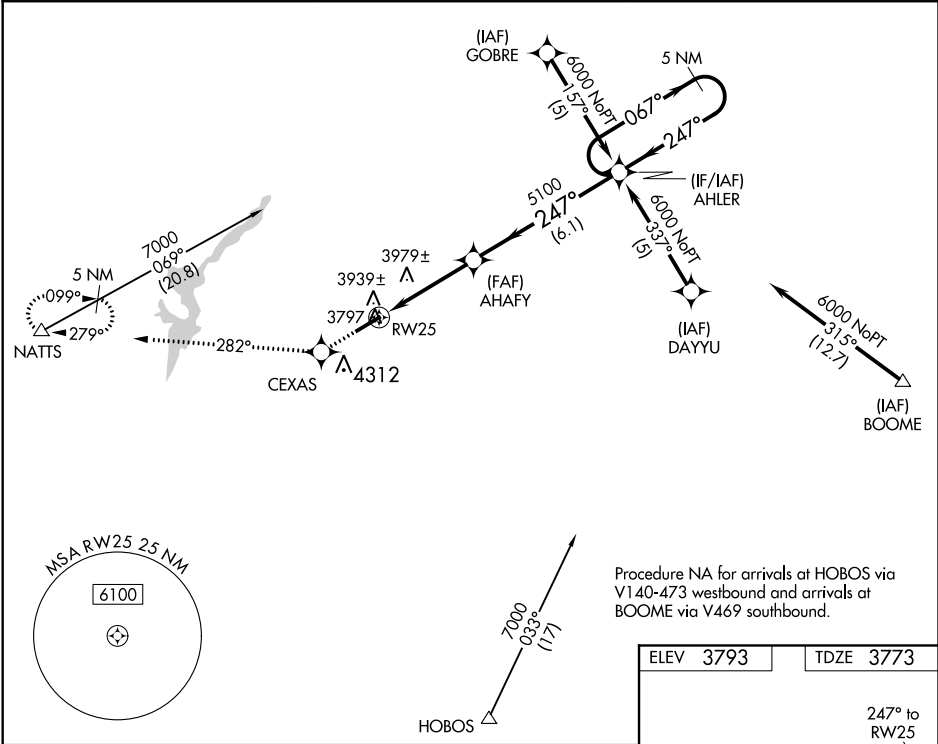 (IAF)
GOBRE
6000 NoPT
157°
(5)
5 NM
067°
247°
(IF/IAF)
AHLER
5100
247°
(6.1)
6000 NoPT
337°
(5)
7000
069°
(20.8)
5 NM
099°
279°
NATTS
3979±
3939±
3797
RW25
(FAF)
AHAFY
(IAF)
DAYYU
6000 NoPT
315°
(12.7)
(IAF)
BOOME
282°
CEXAS
4312
MSA RW25 25 NM
6100
7000
033°
(17)
HOBOS
Procedure NA for arrivals at HOBOS via
V140-473 westbound and arrivals at
BOOME via V469 southbound.
ELEV 3793
TDZE 3773
247° to
RW25